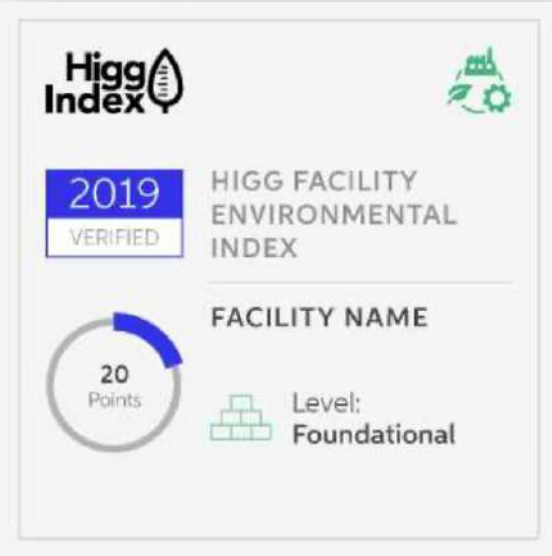 Higg
Index
2019
VERIFIED
HIGG FACILITY
ENVIRONMENTAL
INDEX
FACILITY NAME
20
Points
Level:
Foundational